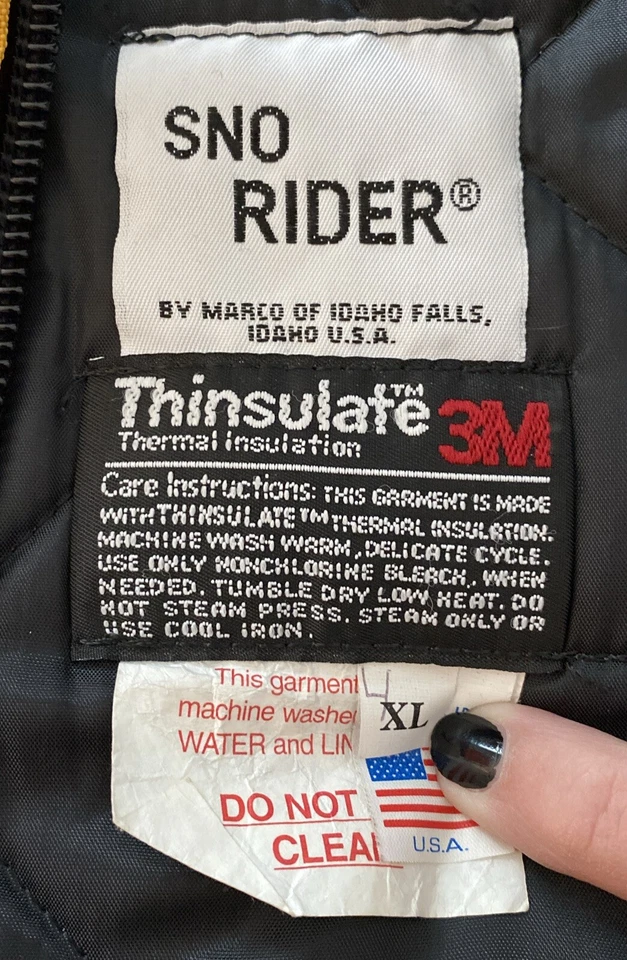 SNO
RIDER®
BY MARCO OF IDAHO FALLS,
IDAHO U.S.A.
Thinsulate™ 3M
Thermal Insulation
Care Instructions: THIS GARMENT IS MADE
WITH THINSULATE™ THERMAL INSULATION.
MACHINE WASH WARM, DELICATE CYCLE.
USE ONLY NONCHLORINE BLEACH, WHEN
NEEDED. TUMBLE DRY LOW HEAT. DO
NOT STEAM PRESS. STEAM ONLY OR
USE COOL IRON.
This garment
machine washe
WATER and LIN
DO NOT
CLEA
XL
U.S.A.